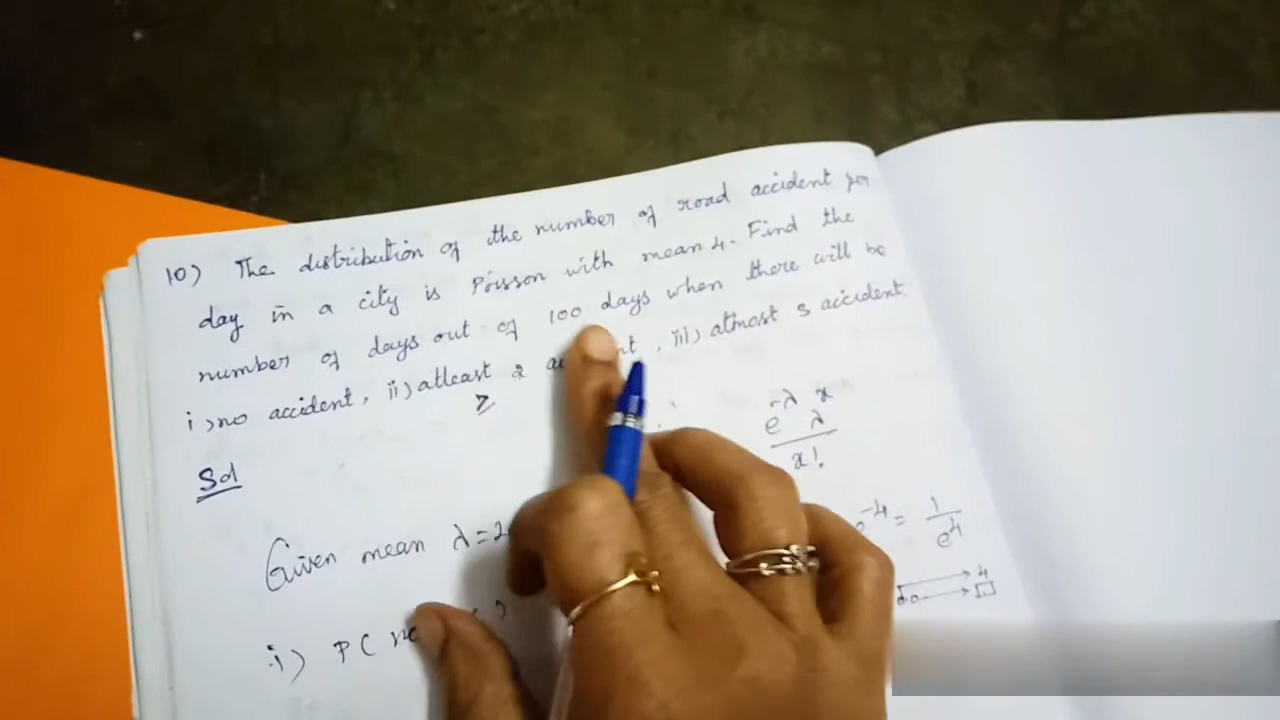 10) The distribution of the number of road accident per
day in a city is Poisson with mean 4. Find the
number of days out of 100 days when there will be
i) no accident, ii) atleast 2 , iii) atmost 3 accident.
≥
e^-λ λ^x
x!
Sol
Given mean λ=
e^-4 = 1/e^4
4
i) P(